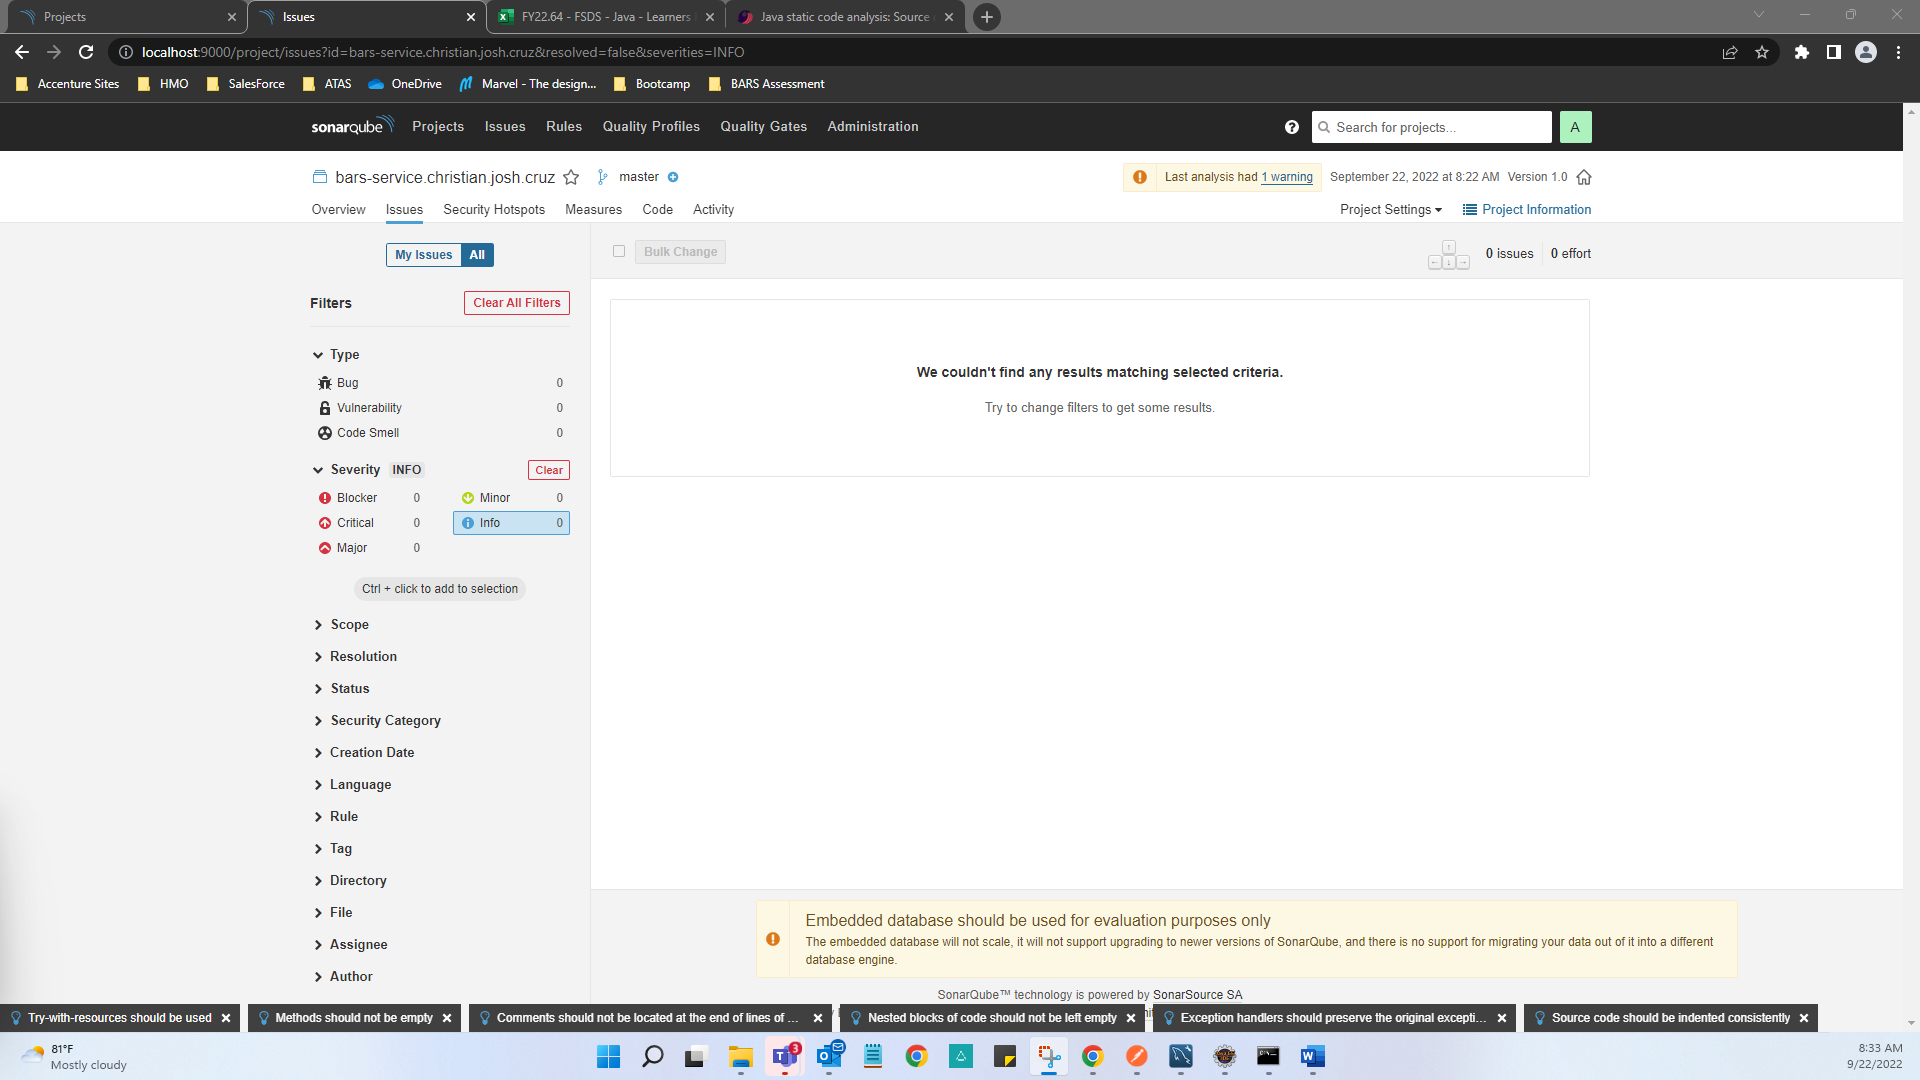 Projects
Issues
FY22.64 - FSDS - Java - Learners
Java static code analysis: Source
localhost:9000/project/issues?id=bars-service.christian.josh.cruz&resolved=false&severities=INFO
Accenture Sites
HMO
SalesForce
ATAS
OneDrive
Marvel - The design...
Bootcamp
BARS Assessment
sonarqube
Projects
Issues
Rules
Quality Profiles
Quality Gates
Administration
Search for projects...
A
bars-service.christian.josh.cruz
master
Last analysis had 1 warning
September 22, 2022 at 8:22 AM
Version 1.0
Overview
Issues
Security Hotspots
Measures
Code
Activity
Project Settings
Project Information
My Issues
All
Bulk Change
0 issues
0 effort
Filters
Clear All Filters
Type
Bug 0
Vulnerability 0
Code Smell 0
Severity INFO
Clear
Blocker 0
Minor 0
Critical 0
Info 0
Major 0
Ctrl + click to add to selection
Scope
Resolution
Status
Security Category
Creation Date
Language
Rule
Tag
Directory
File
Assignee
Author
We couldn't find any results matching selected criteria.
Try to change filters to get some results.
Embedded database should be used for evaluation purposes only
The embedded database will not scale, it will not support upgrading to newer versions of SonarQube, and there is no support for migrating your data out of it into a different
database engine.
SonarQube™ technology is powered by SonarSource SA
Try-with-resources should be used
Methods should not be empty
Comments should not be located at the end of lines of ...
Nested blocks of code should not be left empty
Exception handlers should preserve the original excepti...
Source code should be indented consistently
81°F
Mostly cloudy
3
8:33 AM
9/22/2022